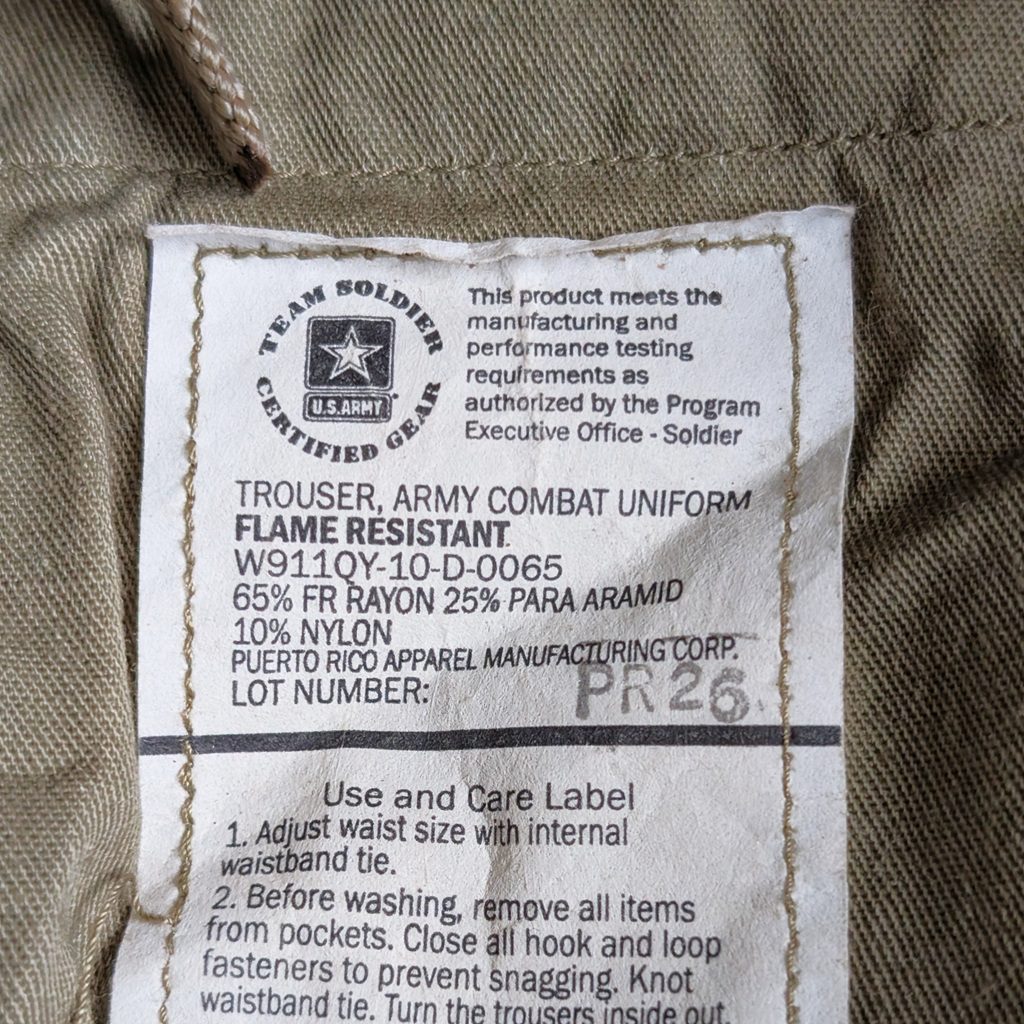 TEAM SOLDIER
U.S.ARMY
CERTIFIED GEAR
This product meets the
manufacturing and
performance testing
requirements as
authorized by the Program
Executive Office - Soldier
TROUSER, ARMY COMBAT UNIFORM
FLAME RESISTANT
W911QY-10-D-0065
65% FR RAYON 25% PARA ARAMID
10% NYLON
PUERTO RICO APPAREL MANUFACTURING CORP.
LOT NUMBER: PR 26
Use and Care Label
1. Adjust waist size with internal
waistband tie.
2. Before washing, remove all items
from pockets. Close all hook and loop
fasteners to prevent snagging. Knot
waistband tie. Turn the trousers inside out.